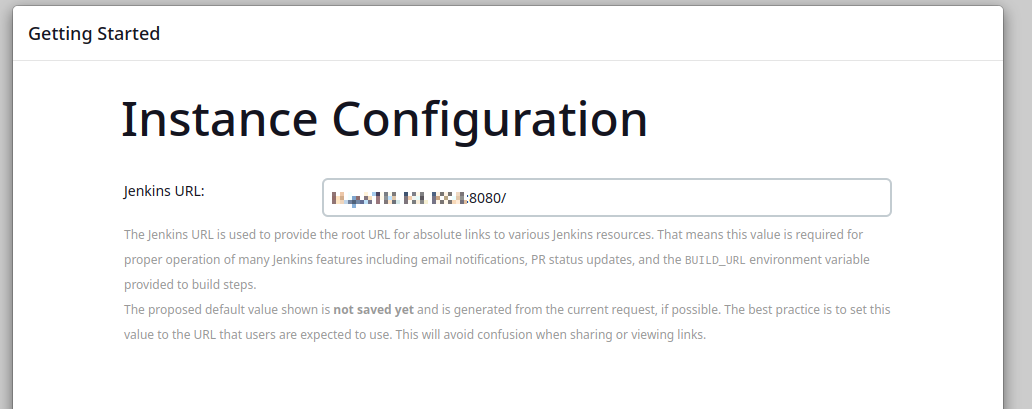 Getting Started
Instance Configuration
Jenkins URL:
:8080/
The Jenkins URL is used to provide the root URL for absolute links to various Jenkins resources. That means this value is required for
proper operation of many Jenkins features including email notifications, PR status updates, and the BUILD_URL environment variable
provided to build steps.
The proposed default value shown is not saved yet and is generated from the current request, if possible. The best practice is to set this
value to the URL that users are expected to use. This will avoid confusion when sharing or viewing links.